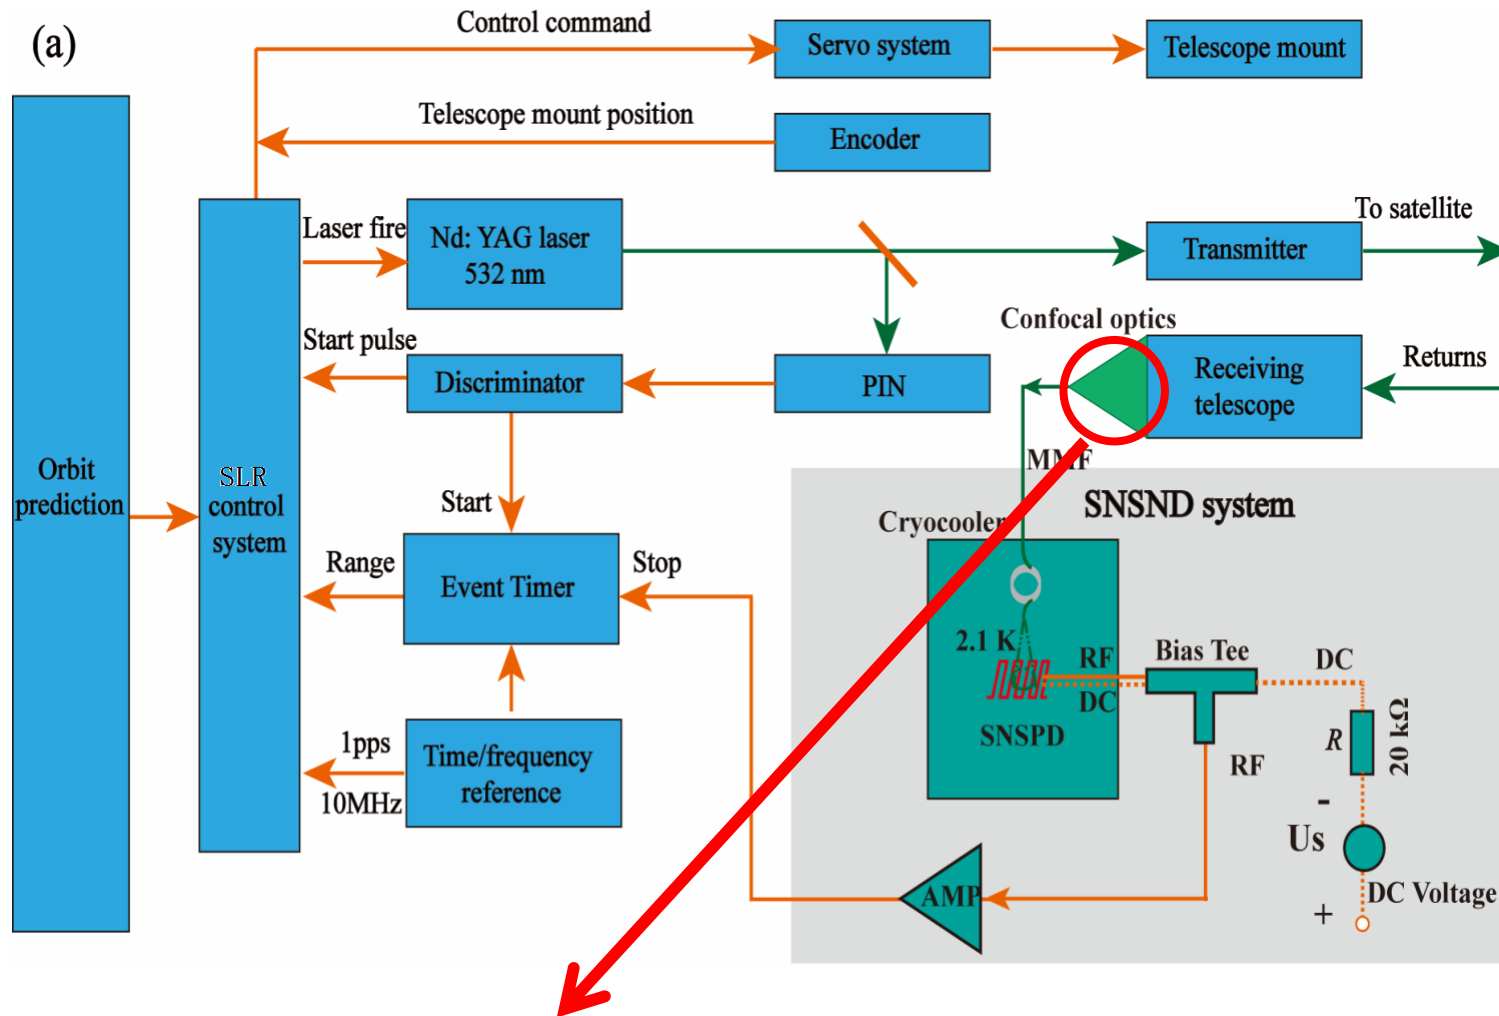 (a)
Control command
Servo system
Telescope mount
Telescope mount position
Encoder
Laser fire
Nd: YAG laser
532 nm
To satellite
Transmitter
Confocal optics
Start pulse
Discriminator
PIN
Receiving
telescope
Returns
MMF
Orbit
prediction
SLR
control
system
Start
SNSND system
Cryocooler
Range
Event Timer
Stop
2.1 K
RF
DC
Bias Tee
DC
SNSPD
R
20 kΩ
RF
1pps
10MHz
Time/frequency
reference
-
Us
AMP
DC Voltage
+